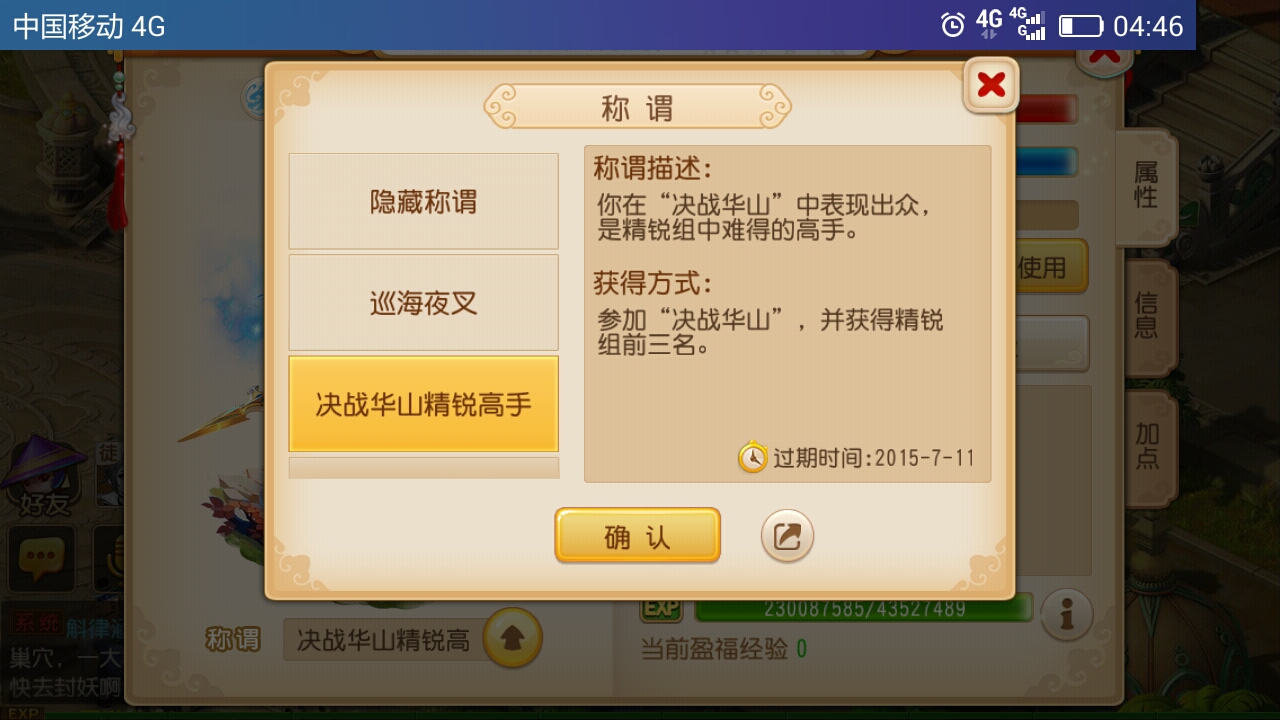 中国移动 4G
4G 4G G 04:46
称谓
隐藏称谓
巡海夜叉
决战华山精锐高手
称谓描述:
你在“决战华山”中表现出众,
是精锐组中难得的高手。
获得方式:
参加“决战华山”，并获得精锐
组前三名。
过期时间:2015-7-11
确认
属性
信息
加点
使用
好友
徒
系统
巢穴，一大
快去封妖啊
称谓
决战华山精锐高
EXP
230087585/43527489
当前盈福经验 0
EXP